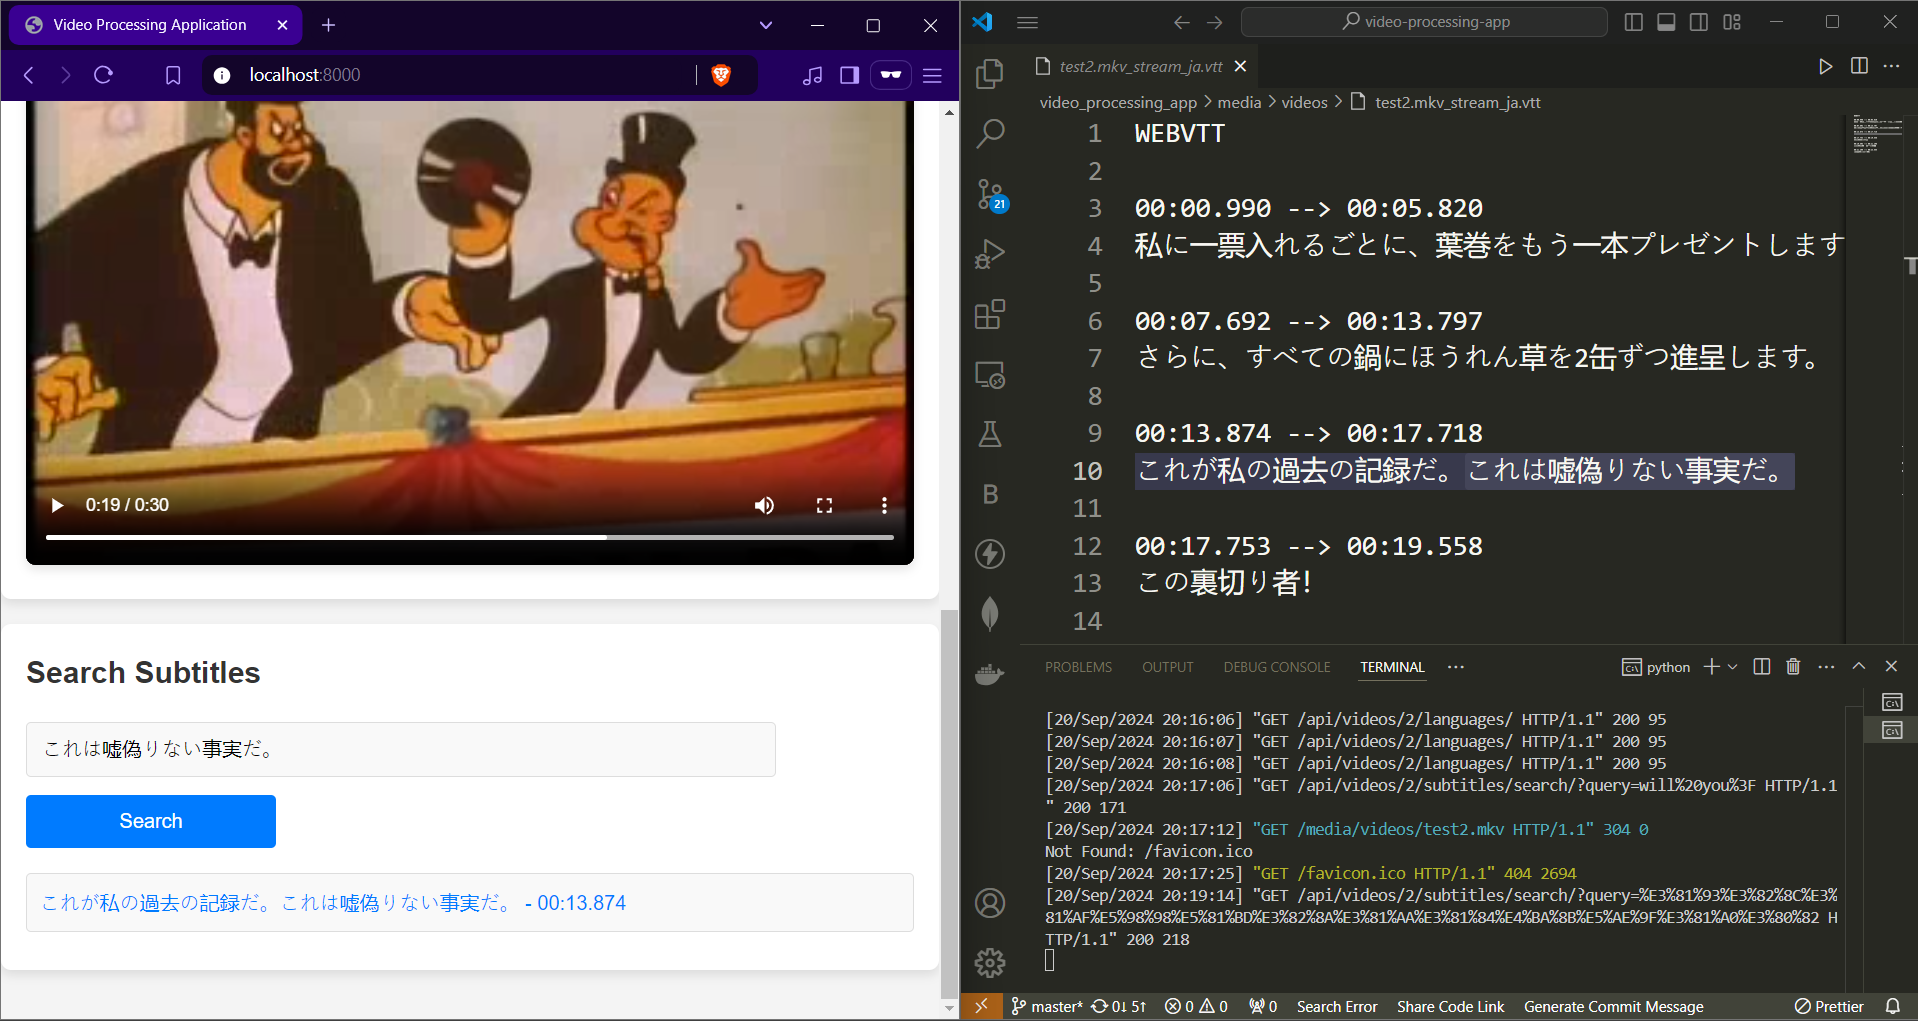 Video Processing Application
localhost:8000
0:19 / 0:30
Search Subtitles
これは嘘偽りない事実だ。
Search
これが私の過去の記録だ。これは嘘偽りない事実だ。 - 00:13.874
video-processing-app
21
test2.mkv_stream_ja.vtt
video_processing_app > media > videos > test2.mkv_stream_ja.vtt
1 WEBVTT
2
3 00:00.990 --> 00:05.820
4 私に一票入れるごとに、葉巻をもう一本プレゼントします
5
6 00:07.692 --> 00:13.797
7 さらに、すべての鍋にほうれん草を2缶ずつ進呈します。
8
9 00:13.874 --> 00:17.718
10 これが私の過去の記録だ。これは嘘偽りない事実だ。
11
12 00:17.753 --> 00:19.558
13 この裏切り者!
14
PROBLEMS OUTPUT DEBUG CONSOLE TERMINAL python
[20/Sep/2024 20:16:06] "GET /api/videos/2/languages/ HTTP/1.1" 200 95
[20/Sep/2024 20:16:07] "GET /api/videos/2/languages/ HTTP/1.1" 200 95
[20/Sep/2024 20:16:08] "GET /api/videos/2/languages/ HTTP/1.1" 200 95
[20/Sep/2024 20:17:06] "GET /api/videos/2/subtitles/search/?query=will%20you%3F HTTP/1.1
" 200 171
[20/Sep/2024 20:17:12] "GET /media/videos/test2.mkv HTTP/1.1" 304 0
Not Found: /favicon.ico
[20/Sep/2024 20:17:25] "GET /favicon.ico HTTP/1.1" 404 2694
[20/Sep/2024 20:19:14] "GET /api/videos/2/subtitles/search/?query=%E3%81%93%E3%82%8C%E3%
81%AF%E5%98%98%E5%81%BD%E3%82%8A%E3%81%AA%E3%81%84%E4%BA%8B%E5%AE%9F%E3%81%A0%E3%80%82 H
TTP/1.1" 200 218
master* 0↓ 5↑ 0 0 0 Search Error Share Code Link Generate Commit Message Prettier